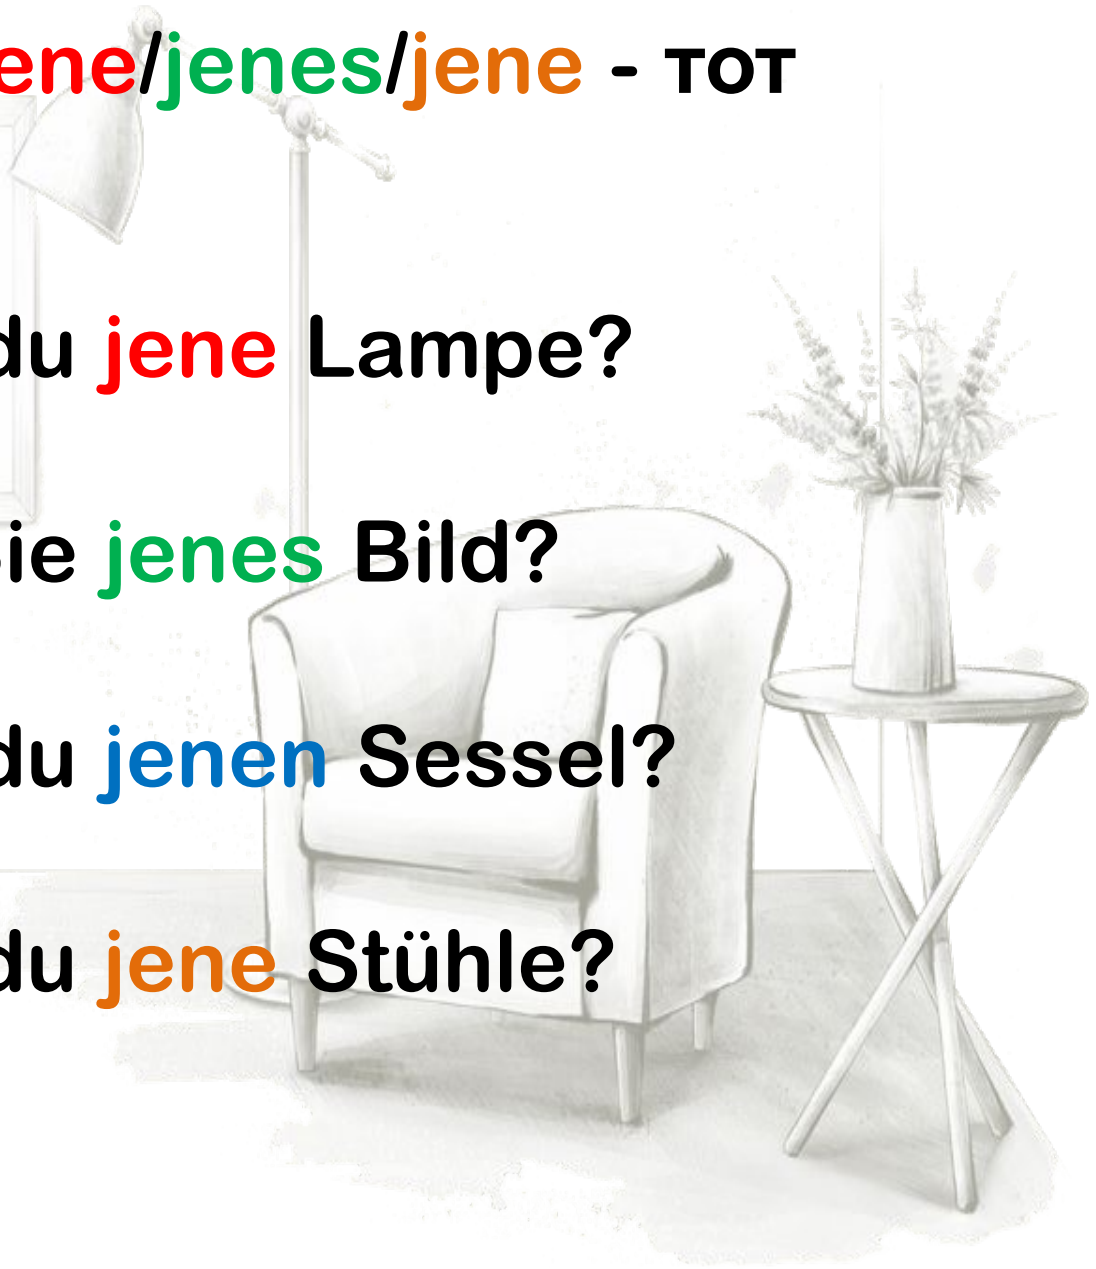 ene/jenes/jene - тот
du jene Lampe?
ie jenes Bild?
du jenen Sessel?
du jene Stühle?